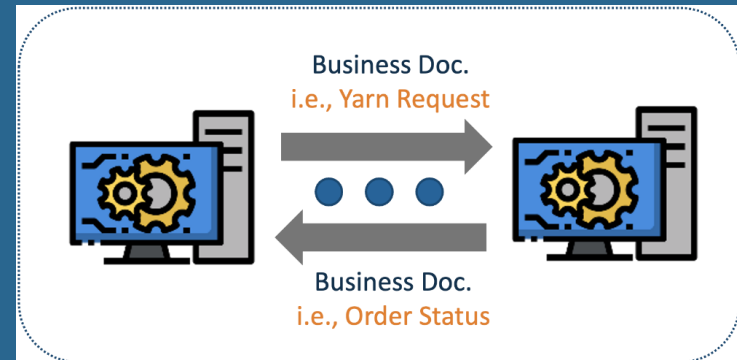 Business Doc.
i.e., Yarn Request
Business Doc.
i.e., Order Status